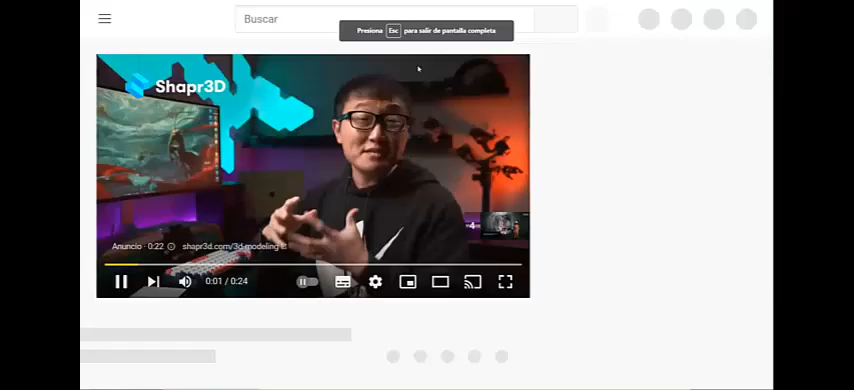 Buscar
Presiona Esc para salir de pantalla completa
Shapr3D
4
Anuncio · 0:22 shapr3d.com/3d-modeling
0:01 / 0:24